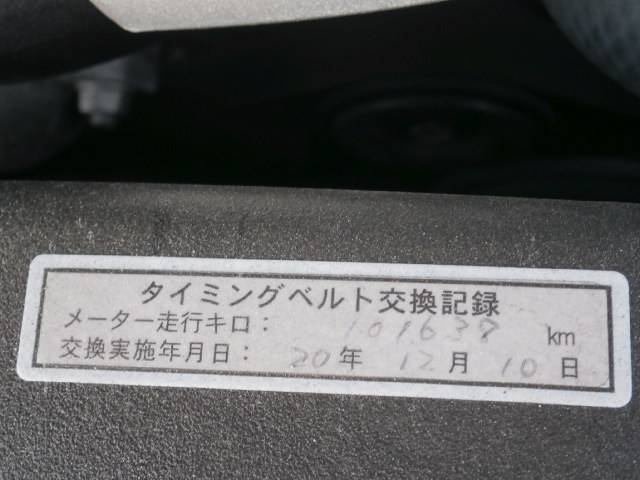 タイミングベルト交換記録
メーター走行キロ： 101637 km
交換実施年月日： 20年 12月 10日